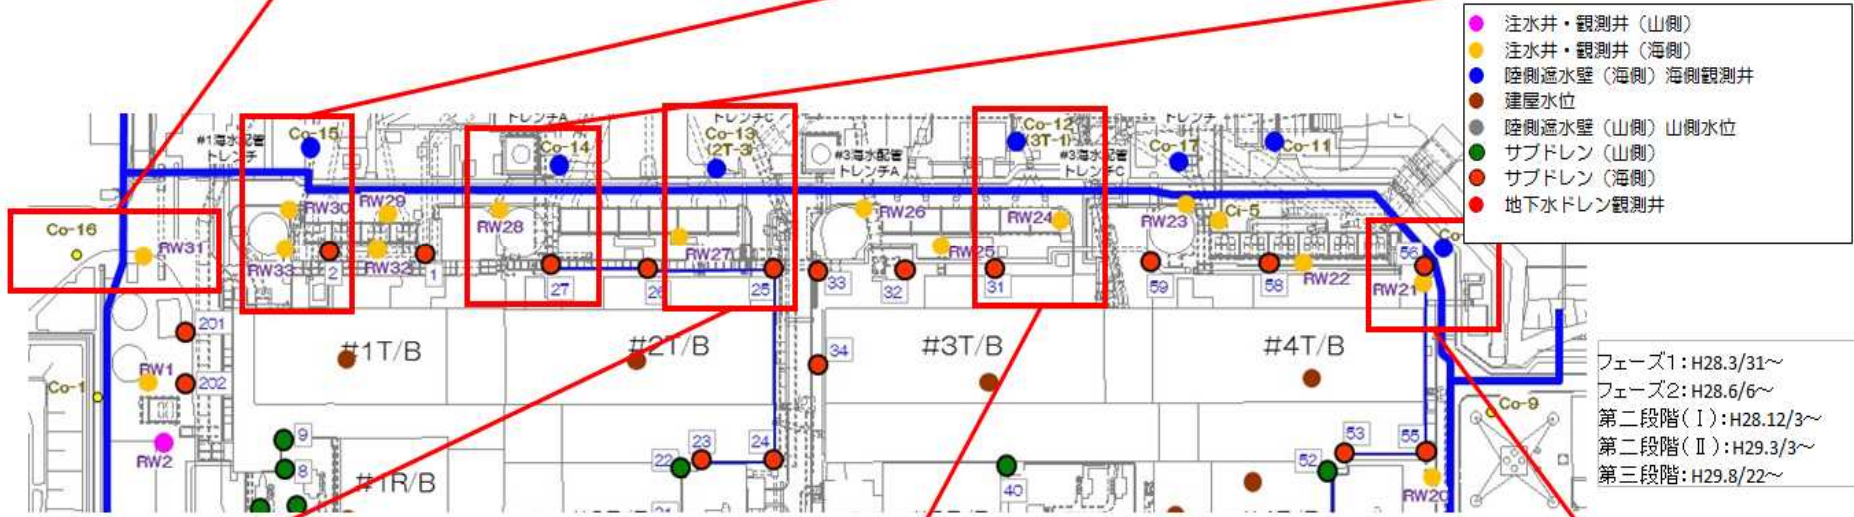 注水井・観測井（山側）
注水井・観測井（海側）
陸側遮水壁（海側）海側観測井
建屋水位
陸側遮水壁（山側）山側水位
サブドレン（山側）
サブドレン（海側）
地下水ドレン観測井
トレンチA
トレンチC
トレンチ
Co-15
#1海水配管
トレンチ
Co-14
Co-13
(2T-3)
#3海水配管
トレンチA
Co-12
(3T-1)
#3海水配管
トレンチC
Co-17
Co-11
Co-16
RW31
RW30
RW29
RW28
RW27
RW26
RW25
RW24
RW23
Ci-5
RW33
2
RW32
1
27
26
25
33
32
31
59
58
RW22
56
RW21
201
#1T/B
#2T/B
34
#3T/B
#4T/B
RW1
202
Co-1
RW2
9
8
#1R/B
22
23
24
40
52
53
55
RW20
Co-9
フェーズ1：H28.3/31～
フェーズ2：H28.6/6～
第二段階（Ⅰ）：H28.12/3～
第二段階（Ⅱ）：H29.3/3～
第三段階：H29.8/22～